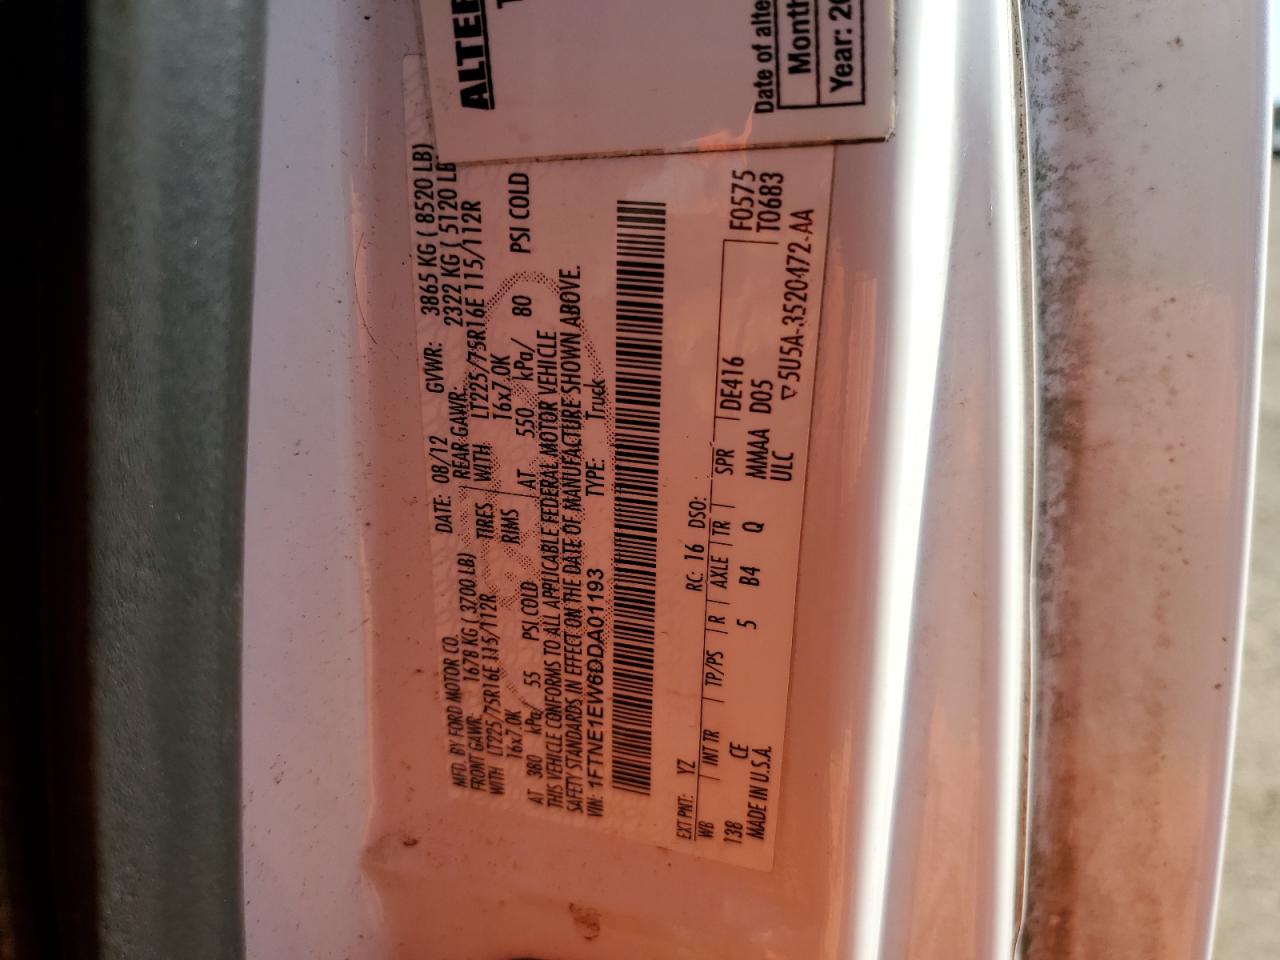 ALTER
T
Date of alte
Month
Year: 20
MFD. BY FORD MOTOR CO. DATE: 08/12 GVWR: 3865 KG ( 8520 LB)
FRONT GAWR: 1678 KG ( 3700 LB) REAR GAWR: 2322 KG ( 5120 LB
WITH LT225/75R16E 115/112R TIRES WITH LT225/75R16E 115/112R
16x7.0K RIMS 16x7.0K
AT 380 kPa/ 55 PSI COLD AT 550 kPa/ 80 PSI COLD
THIS VEHICLE CONFORMS TO ALL APPLICABLE FEDERAL MOTOR VEHICLE
SAFETY STANDARDS IN EFFECT ON THE DATE OF MANUFACTURE SHOWN ABOVE.
VIN: 1FTNE1EW6DDA01193 TYPE: Truck
EXT PNT: YZ RC: 16 DSO: F0575
WB INT TR TP/PS R AXLE TR SPR T0683
138 CE 5 B4 Q DE416
MADE IN U.S.A. MMAA D05
ULC ▽5U5A-3520472-AA